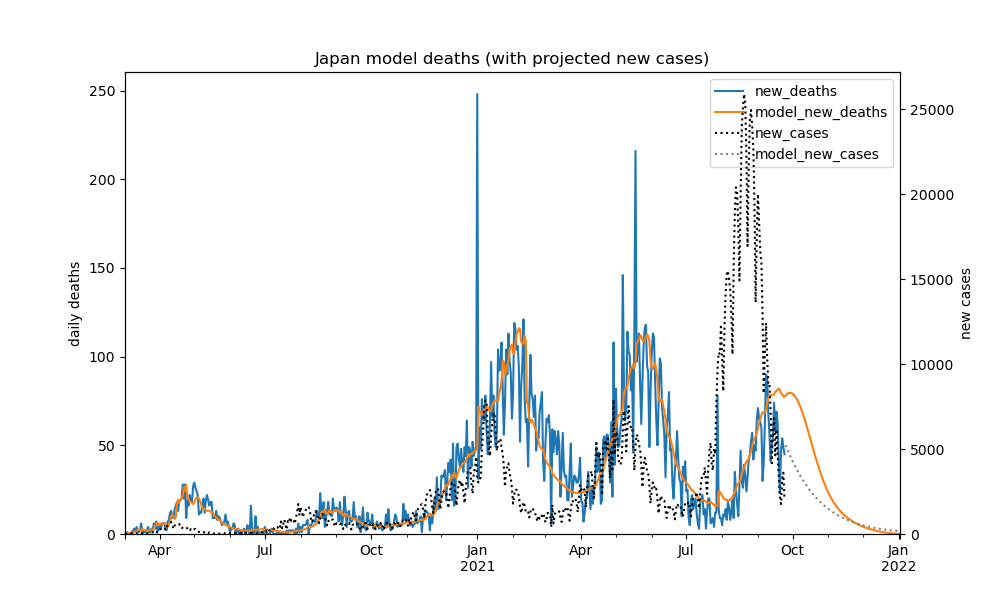 Japan model deaths (with projected new cases)
new_deaths
model_new_deaths
new_cases
model_new_cases
daily deaths
250
200
150
100
50
0
new cases
25000
20000
15000
10000
5000
0
Apr
Jul
Oct
Jan
2021
Apr
Jul
Oct
Jan
2022